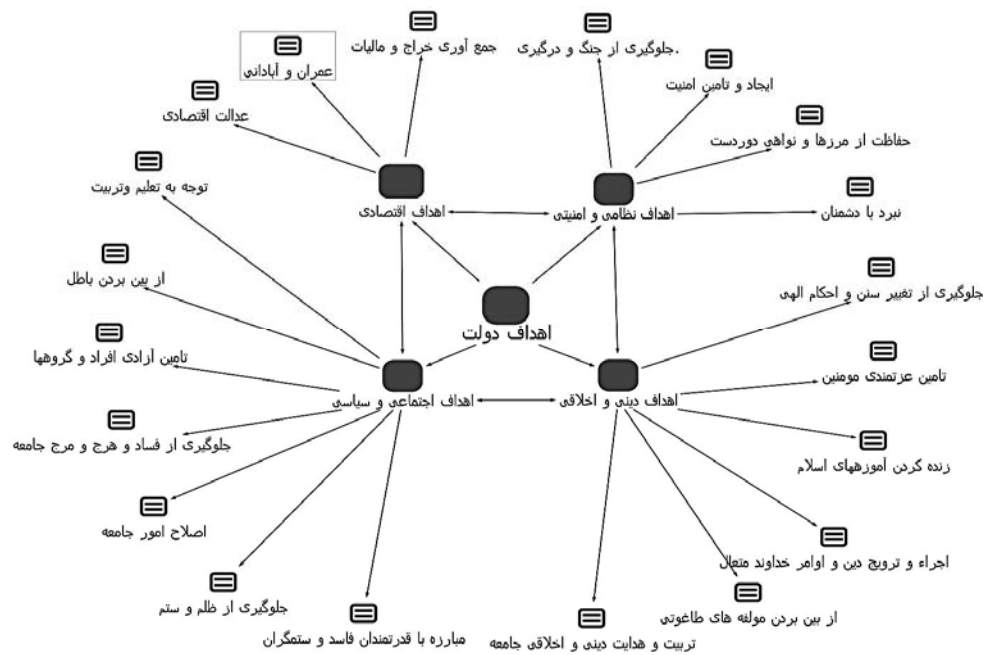 جمع آوری خراج و مالیات
جلوگیری از جنگ و درگیری.
عمران و آبادانی
ایجاد و تامین امنیت
عدالت اقتصادی
حفاظت از مرزها و نواهی دوردست
توجه به تعلیم وتربیت
اهداف اقتصادی
اهداف نظامی و امنیتی
نبرد با دشمنان
از بین بردن باطل
جلوگیری از تغییر سنن و احکام الهی
اهداف دولت
تامین آزادی افراد و گروهها
تامین عزتمندی مومنین
اهداف اجتماعی و سیاسی
اهداف دینی و اخلاقی
جلوگیری از فساد و هرج و مرج جامعه
زنده کردن آموزههای اسلام
اصلاح امور جامعه
اجراء و ترویج دین و اوامر خداوند متعال
جلوگیری از ظلم و ستم
از بین بردن مولفه های طاغوتی
مبارزه با قدرتمندان فاسد و ستمگران
تربیت و هدایت دینی و اخلاقی جامعه